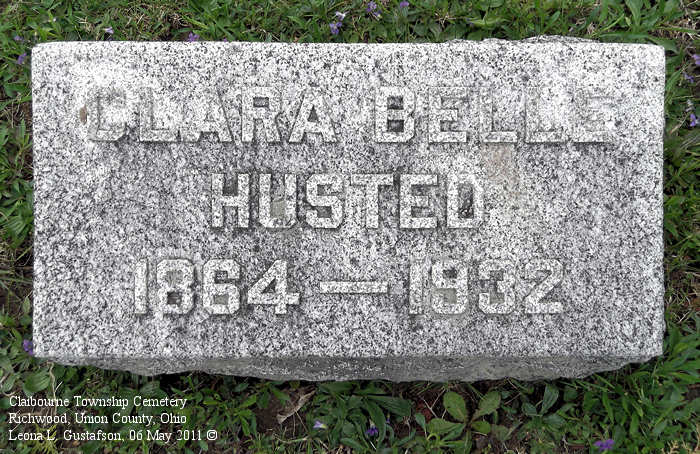 CLARA BELLE
HUSTED
1864 — 1932
Claibourne Township Cemetery
Richwood, Union County, Ohio
Leona L. Gustafson, 06 May 2011 ©